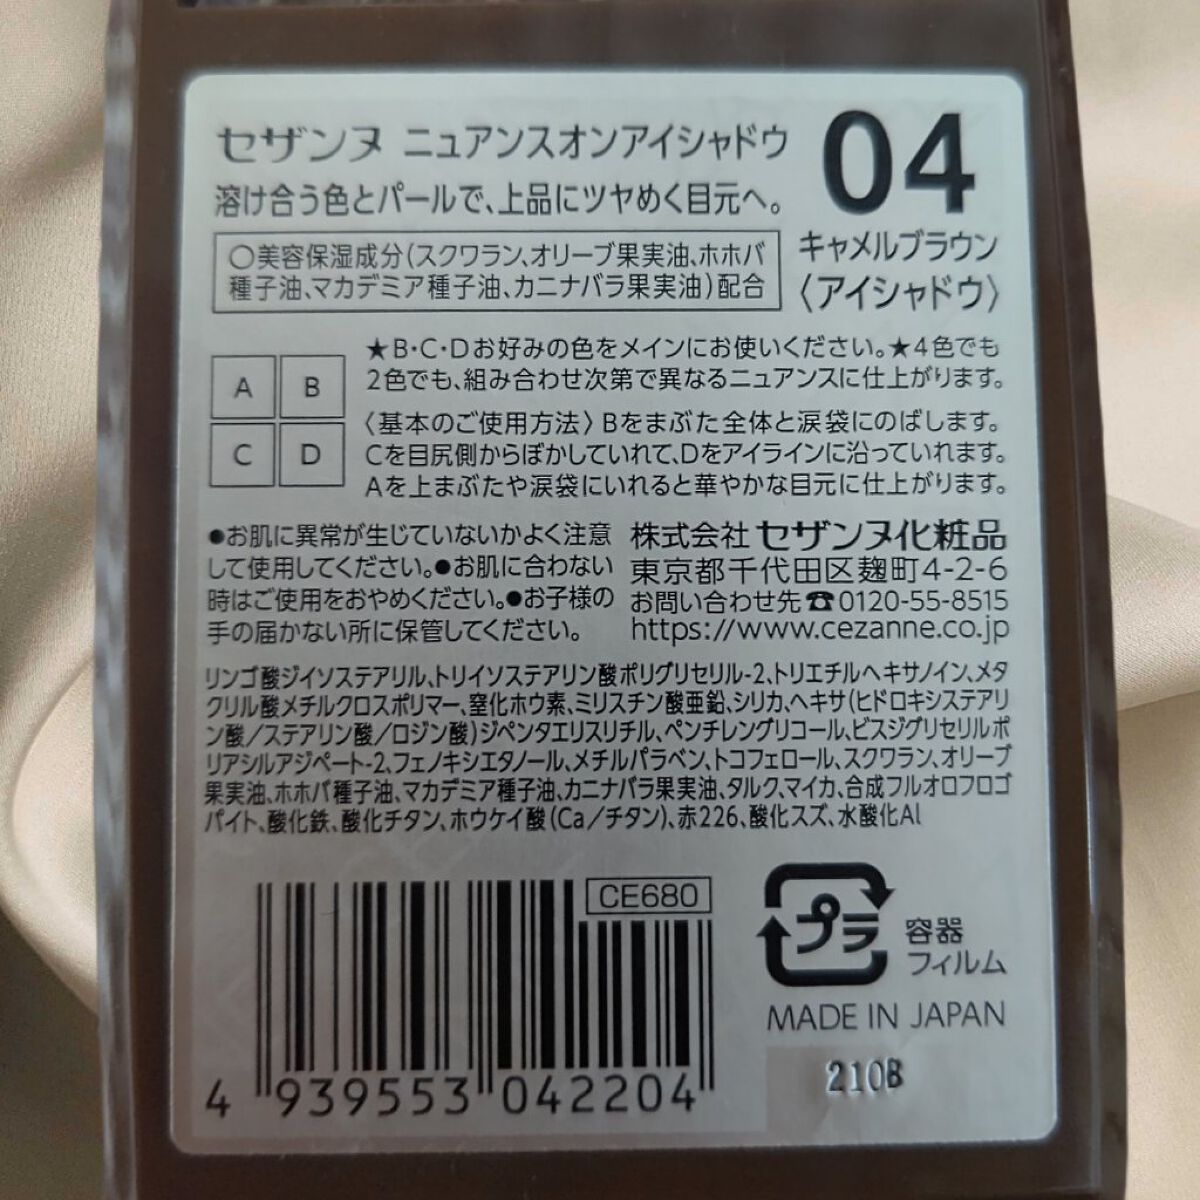 セザンヌ ニュアンスオンアイシャドウ
溶け合う色とパールで、上品にツヤめく目元へ。
04
キャメルブラウン
〈アイシャドウ〉
○美容保湿成分(スクワラン、オリーブ果実油、ホホバ
種子油、マカデミア種子油、カニナバラ果実油)配合
A
B
C
D
★B・C・Dお好みの色をメインにお使いください。★4色でも
2色でも、組み合わせ次第で異なるニュアンスに仕上がります。
〈基本のご使用方法〉Bをまぶた全体と涙袋にのばします。
Cを目尻側からぼかしていれて、Dをアイラインに沿っていれます。
Aを上まぶたや涙袋にいれると華やかな目元に仕上がります。
●お肌に異常が生じていないかよく注意
して使用してください。●お肌に合わない
時はご使用をおやめください。●お子様の
手の届かない所に保管してください。
株式会社 セザンヌ化粧品
東京都千代田区麹町4-2-6
お問い合わせ先☎0120-55-8515
https://www.cezanne.co.jp
リンゴ酸ジイソステアリル、トリイソステアリン酸ポリグリセリル-2、トリエチルヘキサノイン、メタ
クリル酸メチルクロスポリマー、窒化ホウ素、ミリスチン酸亜鉛、シリカ、ヘキサ(ヒドロキシステアリ
ン酸/ステアリン酸/ロジン酸)ジペンタエリスリチル、ペンチレングリコール、ビスジグリセリルポ
リアシルアジペート-2、フェノキシエタノール、メチルパラベン、トコフェロール、スクワラン、オリーブ
果実油、ホホバ種子油、マカデミア種子油、カニナバラ果実油、タルク、マイカ、合成フルオロフロゴ
パイト、酸化鉄、酸化チタン、ホウケイ酸(Ca/チタン)、赤226、酸化スズ、水酸化Al
CE680
4 939553 042204
プラ
容器
フィルム
MADE IN JAPAN
210B